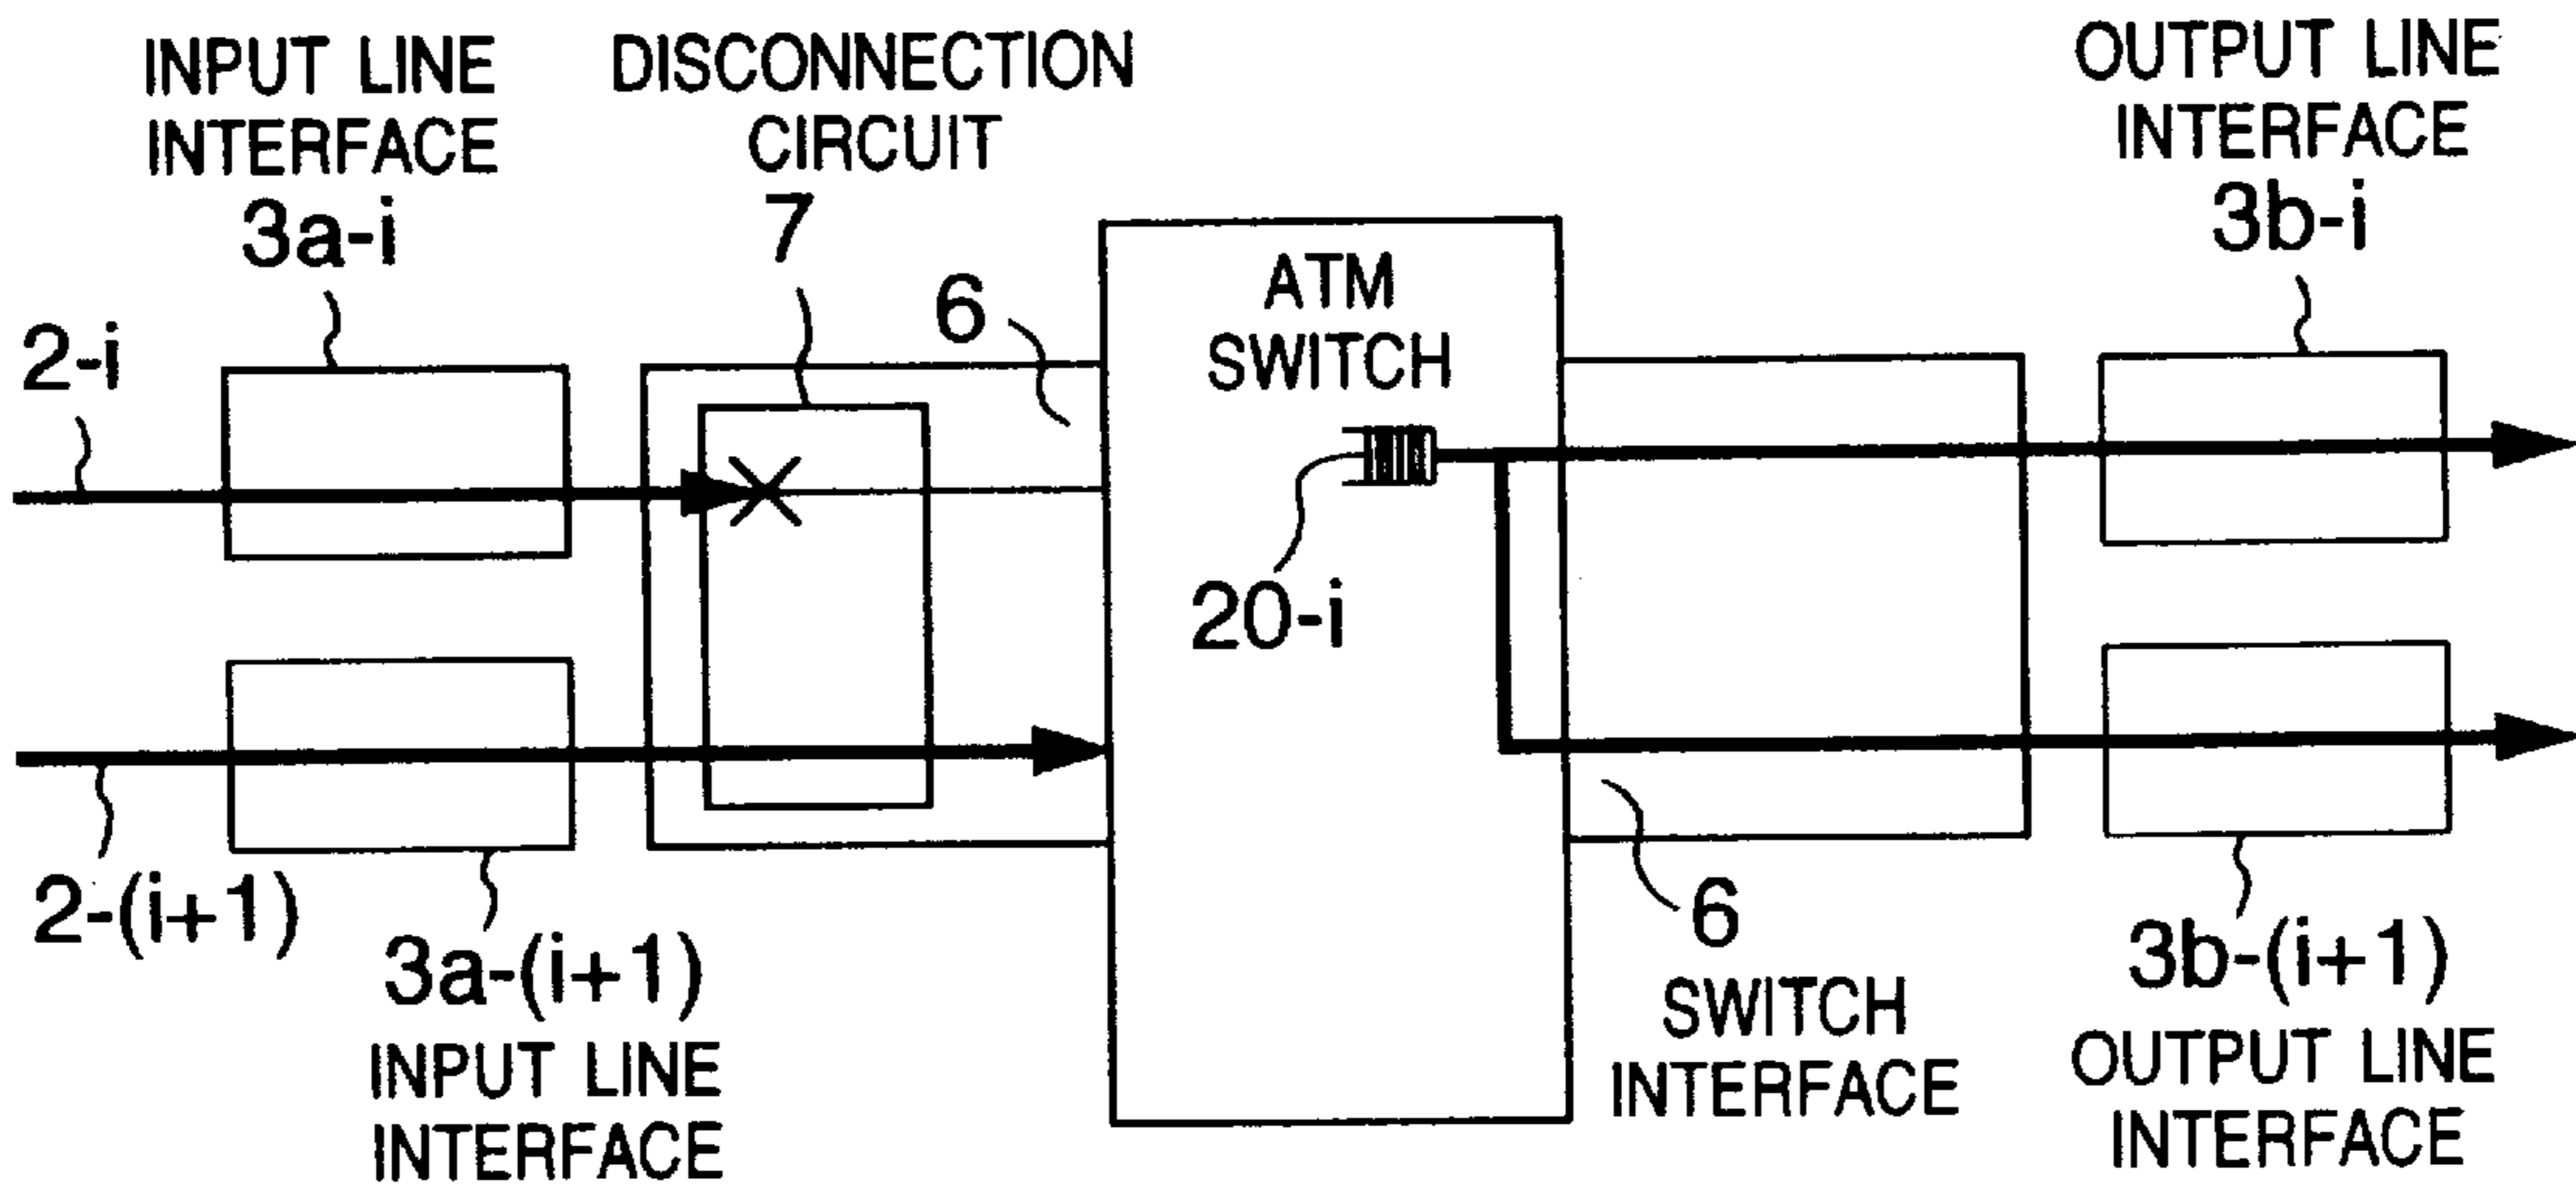 INPUT LINE
INTERFACE
3a-i
DISCONNECTION
CIRCUIT
7
6
ATM
SWITCH
OUTPUT LINE
INTERFACE
3b-i
2-i
20-i
2-(i+1)
3a-(i+1)
INPUT LINE
INTERFACE
6
SWITCH
INTERFACE
3b-(i+1)
OUTPUT LINE
INTERFACE